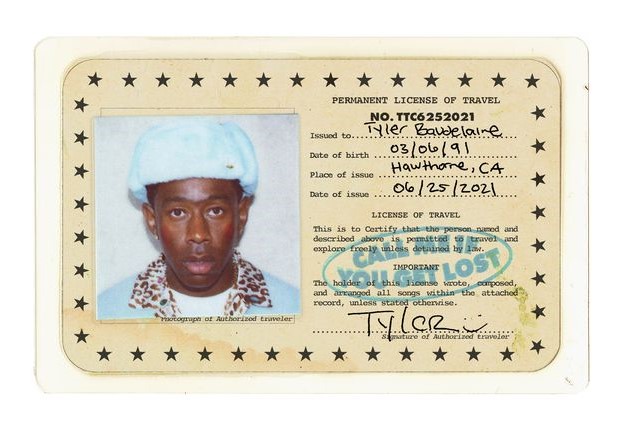 PERMANENT LICENSE OF TRAVEL
NO. TTC6252021
Issued to Tyler Baudelaire
Date of birth 03/06/91
Place of issue Hawthorne, CA
Date of issue 06/25/2021
LICENSE OF TRAVEL
This is to Certify that the person named and
described above is permitted to travel and
explore freely unless detained by law.
CALL ME IF
YOU GET LOST
IMPORTANT
The holder of this license wrote, composed,
and arranged all songs within the attached
record, unless stated otherwise.
TYLER
Photograph of Authorized traveler
Signature of Authorized traveler